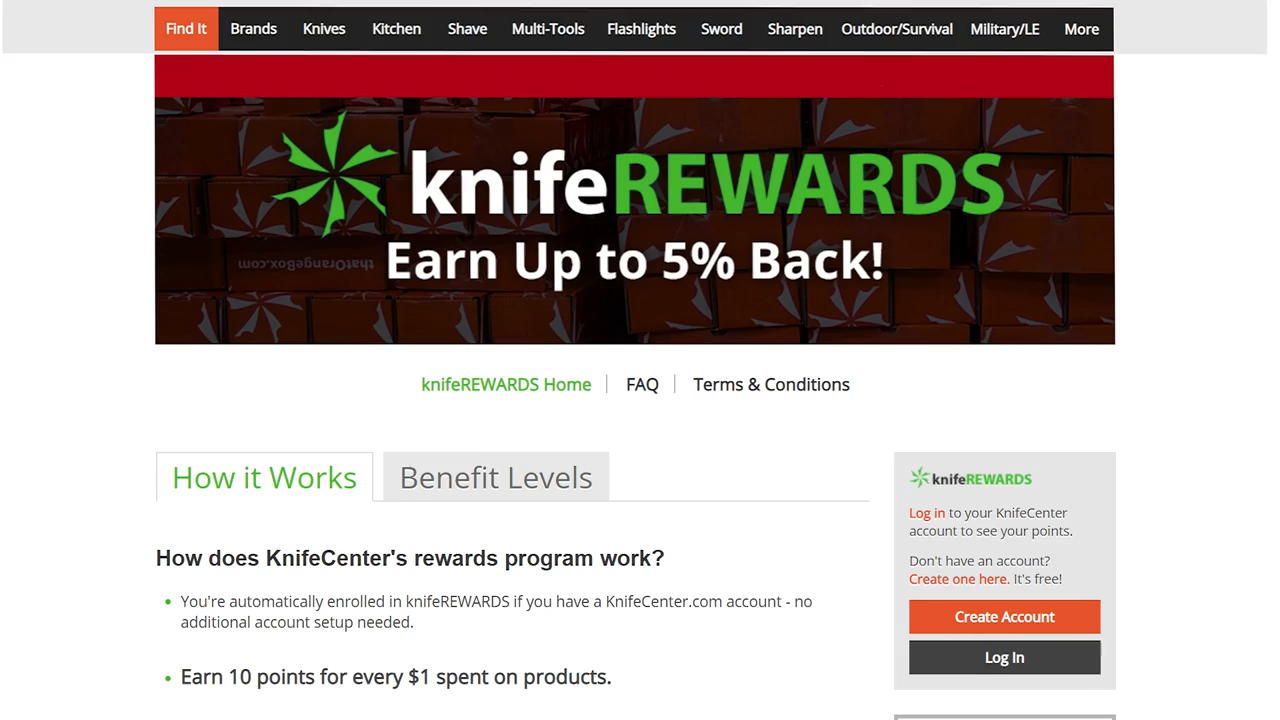 Find It Brands Knives Kitchen Shave Multi-Tools Flashlights Sword Sharpen Outdoor/Survival Military/LE More
knifeREWARDS
thatOrangeBox.com
Earn Up to 5% Back!
knifeREWARDS Home FAQ Terms & Conditions
How it Works Benefit Levels
How does KnifeCenter's rewards program work?
You're automatically enrolled in knifeREWARDS if you have a KnifeCenter.com account - no
additional account setup needed.
Earn 10 points for every $1 spent on products.
knifeREWARDS
Log in to your KnifeCenter
account to see your points.
Don't have an account?
Create one here. It's free!
Create Account
Log In